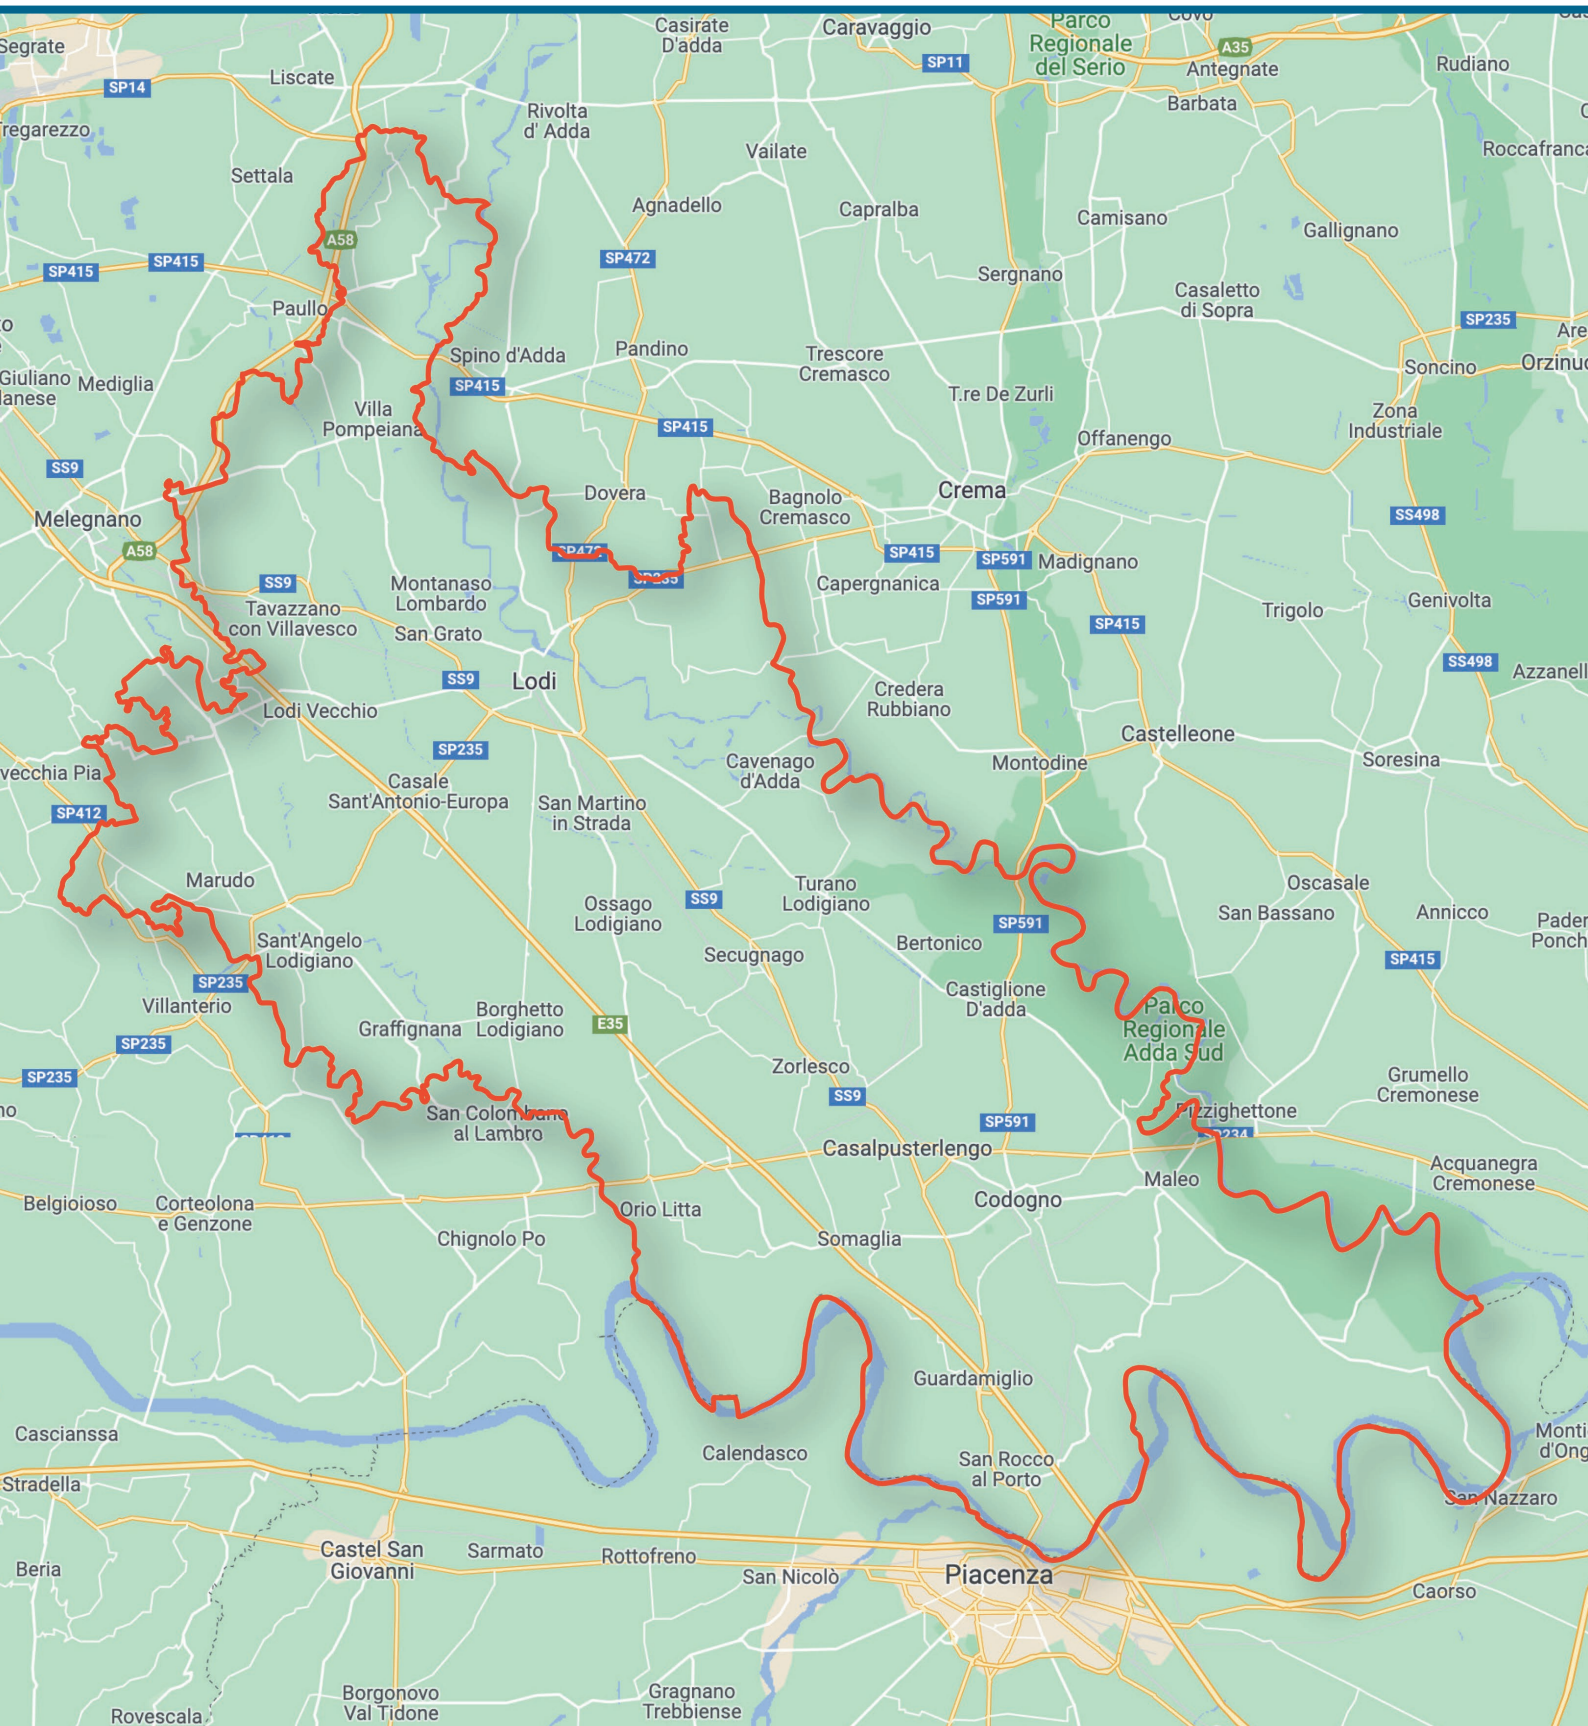 Casirate
D'adda
Caravaggio
Parco
Regionale
del Serio
A35
Segrate
SP11
Antegnate
Rudiano
Liscate
SP14
Barbata
Rivolta
d' Adda
Vailate
Settala
Agnadello
Capralba
Camisano
Gallignano
A58
SP415
SP415
SP472
Sergnano
Casaletto
di Sopra
Paullo
SP235
Spino d'Adda
Pandino
Trescore
Cremasco
Soncino
Mediglia
SP415
T.re De Zurli
Villa
Pompeiana
SP415
Zona
Industriale
Offanengo
SS9
Dovera
Bagnolo
Cremasco
Crema
Melegnano
SS498
A58
SP472
SP415
SP591
Madignano
SP235
SS9
Montanaso
Lombardo
Capergnanica
SP591
Tavazzano
con Villavesco
San Grato
Trigolo
Genivolta
SP415
SS9
Lodi
SS498
Lodi Vecchio
Credera
Rubbiano
SP235
Castelleone
vecchia Pia
Casale
Sant'Antonio-Europa
Cavenago
d'Adda
Montodine
Soresina
SP412
San Martino
in Strada
Marudo
Turano
Lodigiano
Oscasale
SS9
Ossago
Lodigiano
SP591
San Bassano
Annicco
Sant'Angelo
Lodigiano
Secugnago
Bertonico
SP415
SP235
Villanterio
Castiglione
D'adda
Parco
Regionale
Adda Sud
Graffignana
Borghetto
Lodigiano
E35
SP235
SP235
Zorlesco
Grumello
Cremonese
SS9
San Colombano
al Lambro
SP591
Pizzighettone
SP234
Casalpusterlengo
Maleo
Acquanegra
Cremonese
Belgioioso
Corteolona
e Genzone
Orio Litta
Codogno
Chignolo Po
Somaglia
Guardamiglio
Cascianssa
Calendasco
San Rocco
al Porto
Stradella
San Nazzaro
Castel San
Giovanni
Sarmato
Rottofreno
San Nicolò
Piacenza
Beria
Caorso
Borgonovo
Val Tidone
Gragnano
Trebbiense
Rovescala